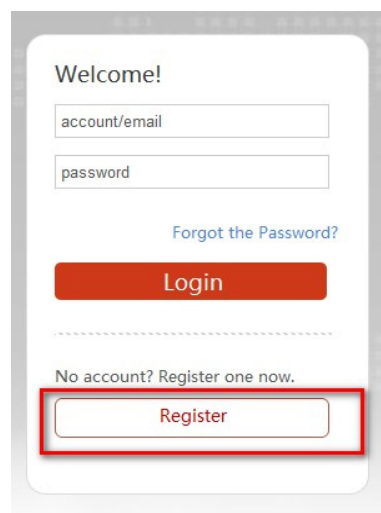 Welcome!
account/email
password
Forgot the Password?
Login
No account? Register one now.
Register